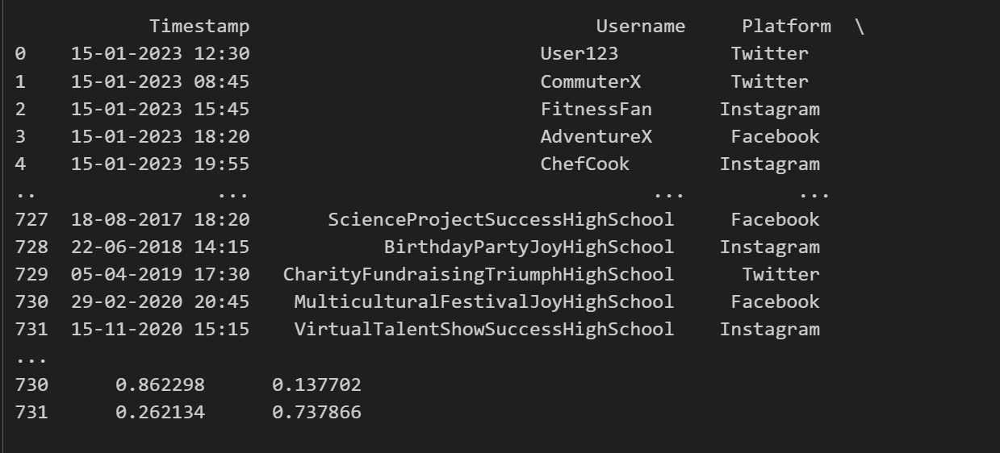 Timestamp Username Platform \
0 15-01-2023 12:30 User123 Twitter
1 15-01-2023 08:45 CommuterX Twitter
2 15-01-2023 15:45 FitnessFan Instagram
3 15-01-2023 18:20 AdventureX Facebook
4 15-01-2023 19:55 ChefCook Instagram
.. ... ... ...
727 18-08-2017 18:20 ScienceProjectSuccessHighSchool Facebook
728 22-06-2018 14:15 BirthdayPartyJoyHighSchool Instagram
729 05-04-2019 17:30 CharityFundraisingTriumphHighSchool Twitter
730 29-02-2020 20:45 MulticulturalFestivalJoyHighSchool Facebook
731 15-11-2020 15:15 VirtualTalentShowSuccessHighSchool Instagram
...
730 0.862298 0.137702
731 0.262134 0.737866